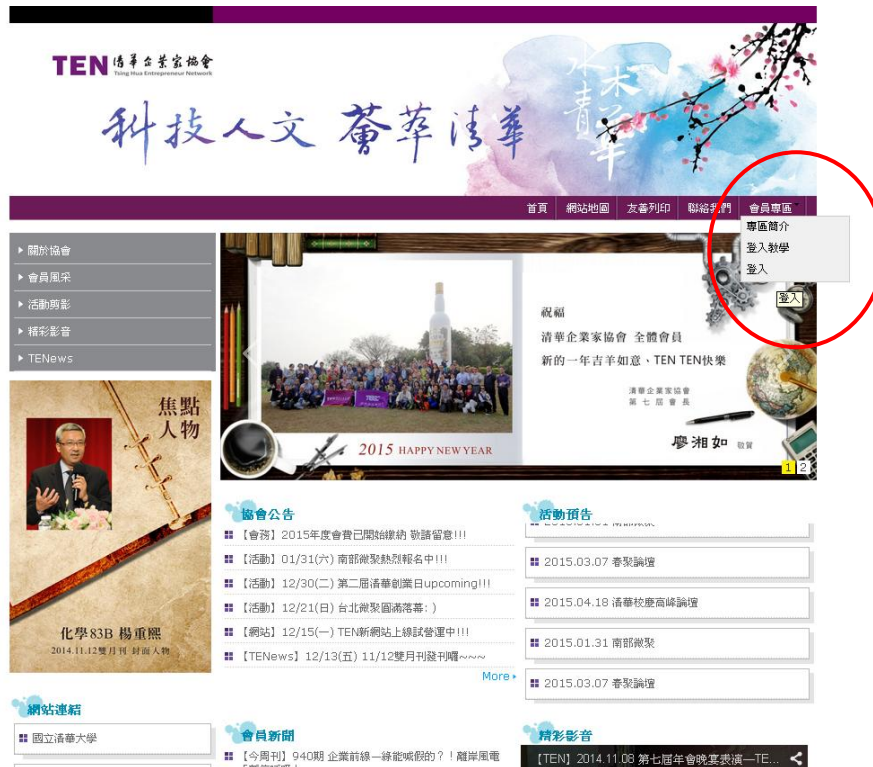 TEN 清華企業家協會
Tsing Hua Entrepreneur Network
水木青華
科技人文 薈萃清華
首頁 網站地圖 友善列印 聯絡我們 會員專區
專區簡介
登入教學
登入
登入
關於協會
會員風采
活動剪影
精彩影音
TENews
祝福
清華企業家協會 全體會員
新的一年吉羊如意、TEN TEN快樂
清華企業家協會
第七屆會長
廖湘如 敬賀
2015 HAPPY NEW YEAR
1 2
焦點
人物
化學83B 楊重熙
2014.11.12雙月刊 封面人物
協會公告
【會務】2015年度會費已開始繳納 敬請留意!!!
【活動】01/31(六) 南部微聚熱烈報名中!!!
【活動】12/30(二) 第二屆清華創業日upcoming!!!
【活動】12/21(日) 台北微聚圓滿落幕: )
【網站】12/15(一) TEN新網站上線試營運中!!!
【TENews】12/13(五) 11/12雙月刊發刊囉~~~
More
活動預告
2015.01.31 南部微聚
2015.03.07 春聚論壇
2015.04.18 清華校慶高峰論壇
2015.01.31 南部微聚
2015.03.07 春聚論壇
網站連結
國立清華大學
會員新聞
【今周刊】940期 企業前線—綠能喊假的？！離岸風電
精彩影音
【TEN】2014.11.08 第七屆年會晚宴表演—TE...